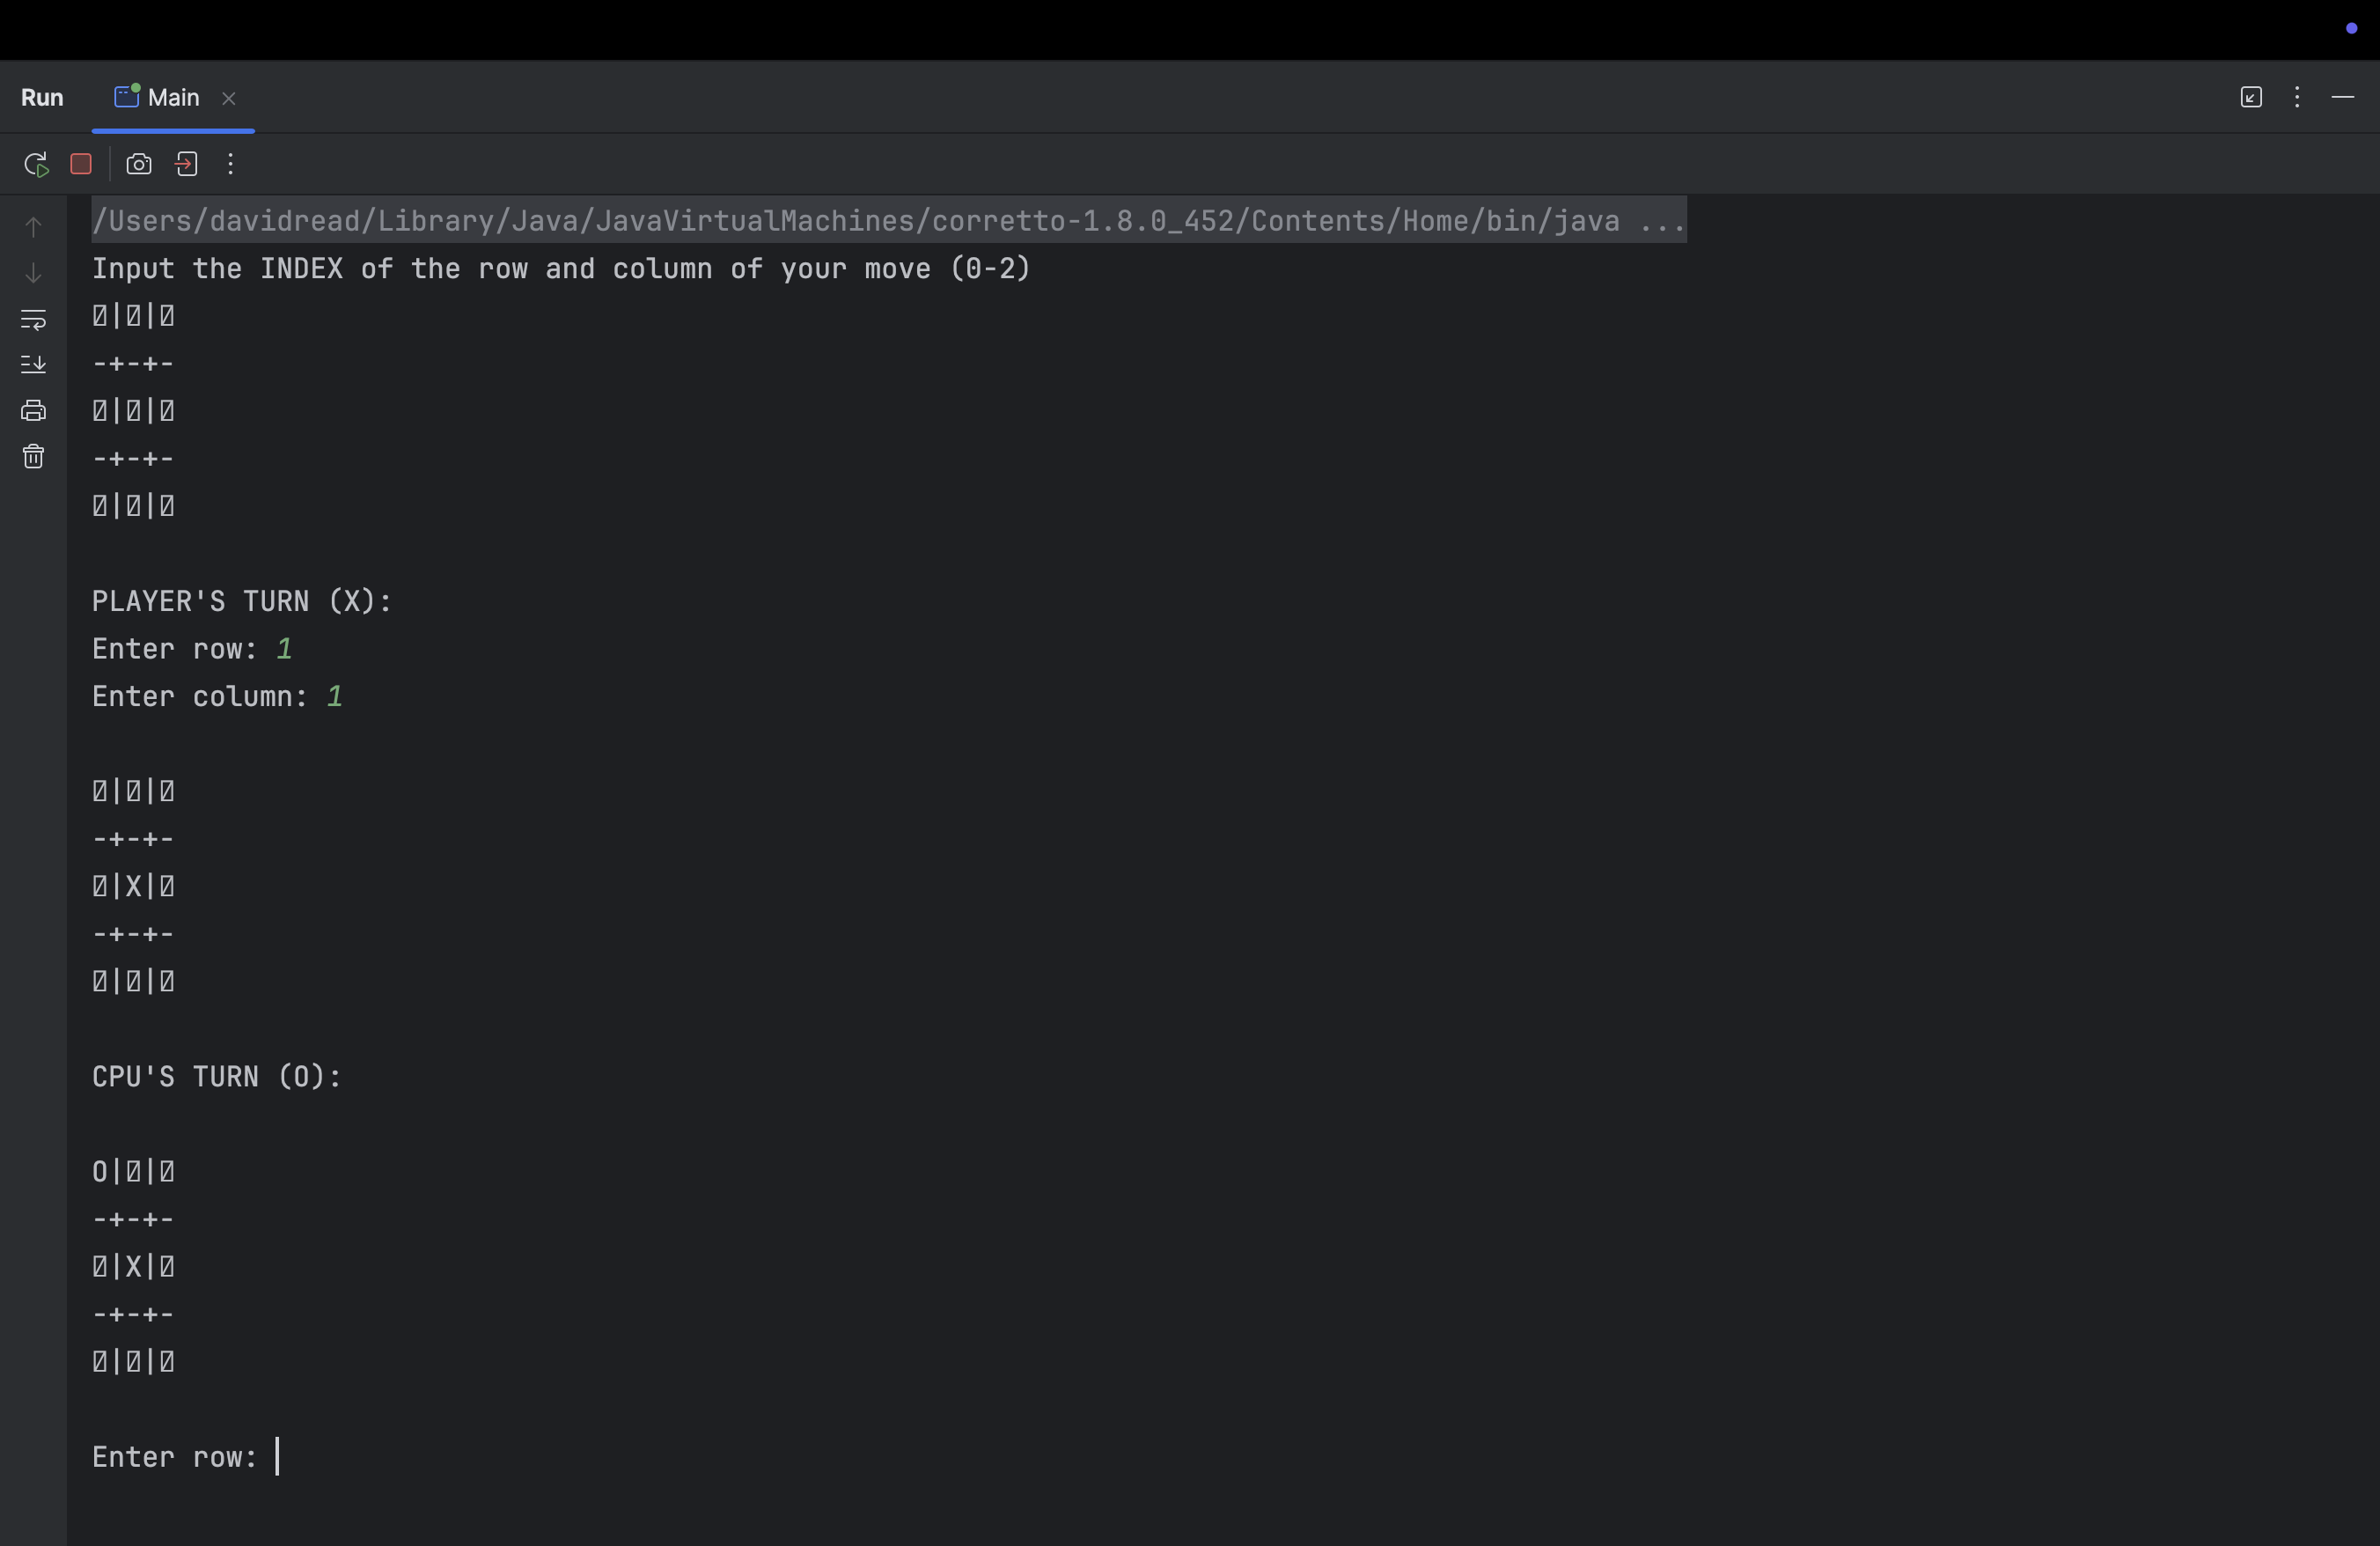 Run Main
/Users/davidread/Library/Java/JavaVirtualMachines/corretto-1.8.0_452/Contents/Home/bin/java ...
Input the INDEX of the row and column of your move (0-2)
␀|␀|␀
-+-+-
␀|␀|␀
-+-+-
␀|␀|␀
PLAYER'S TURN (X):
Enter row: 1
Enter column: 1
␀|␀|␀
-+-+-
␀|X|␀
-+-+-
␀|␀|␀
CPU'S TURN (O):
O|␀|␀
-+-+-
␀|X|␀
-+-+-
␀|␀|␀
Enter row: